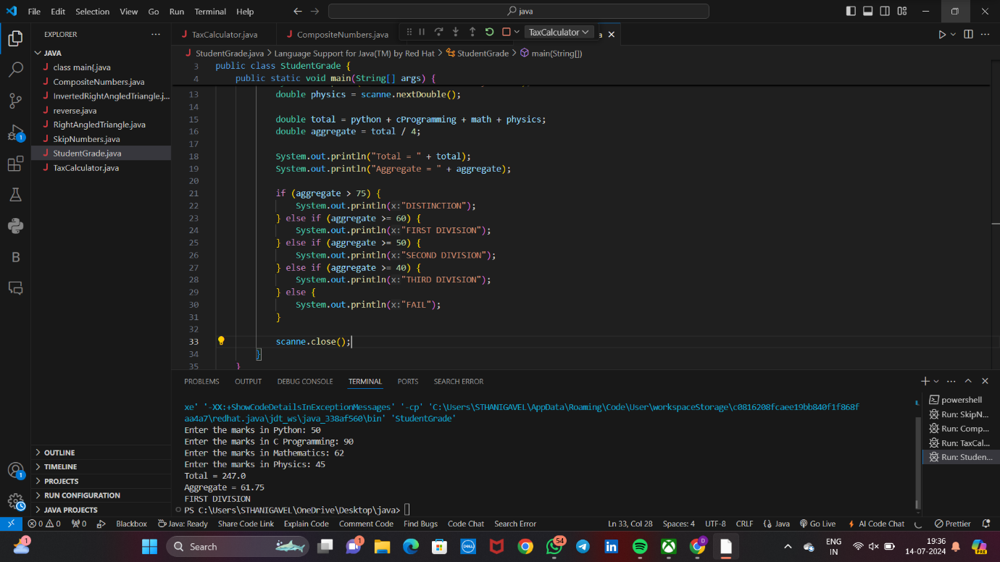 File Edit Selection View Go Run Terminal Help
java
EXPLORER
TaxCalculator.java
CompositeNumbers.java
TaxCalculator
JAVA
class main{.java
CompositeNumbers.java
InvertedRightAngledTriangle.j...
reverse.java
RightAngledTriangle.java
SkipNumbers.java
StudentGrade.java
TaxCalculator.java
StudentGrade.java > Language Support for Java(TM) by Red Hat > StudentGrade > main(String[])
3 public class StudentGrade {
4 public static void main(String[] args) {
13 double physics = scanne.nextDouble();
14
15 double total = python + cProgramming + math + physics;
16 double aggregate = total / 4;
17
18 System.out.println("Total = " + total);
19 System.out.println("Aggregate = " + aggregate);
20
21 if (aggregate > 75) {
22 System.out.println(x:"DISTINCTION");
23 } else if (aggregate >= 60) {
24 System.out.println(x:"FIRST DIVISION");
25 } else if (aggregate >= 50) {
26 System.out.println(x:"SECOND DIVISION");
27 } else if (aggregate >= 40) {
28 System.out.println(x:"THIRD DIVISION");
29 } else {
30 System.out.println(x:"FAIL");
31 }
32
33 scanne.close();
34 }
35 }
PROBLEMS OUTPUT DEBUG CONSOLE TERMINAL PORTS SEARCH ERROR
xe' '-XX:+ShowCodeDetailsInExceptionMessages' '-cp' 'C:\Users\STHANIGAVEL\AppData\Roaming\Code\User\workspaceStorage\c0816208fcaee19bb840f1f868f
aa4a7\redhat.java\jdt_ws\java_338af560\bin' 'StudentGrade'
Enter the marks in Python: 50
Enter the marks in C Programming: 90
Enter the marks in Mathematics: 62
Enter the marks in Physics: 45
Total = 247.0
Aggregate = 61.75
FIRST DIVISION
PS C:\Users\STHANIGAVEL\OneDrive\Desktop\java>
powershell
Run: SkipN...
Run: Comp...
Run: TaxCal...
Run: Studen...
OUTLINE
TIMELINE
PROJECTS
RUN CONFIGURATION
JAVA PROJECTS
0 0 0 Blackbox Java: Ready Share Code Link Explain Code Comment Code Find Bugs Code Chat Search Error Ln 33, Col 28 Spaces: 4 UTF-8 CRLF Java Go Live AI Code Chat Prettier
1 Search 1 54 D ENG
IN
19:36
14-07-2024
PRE